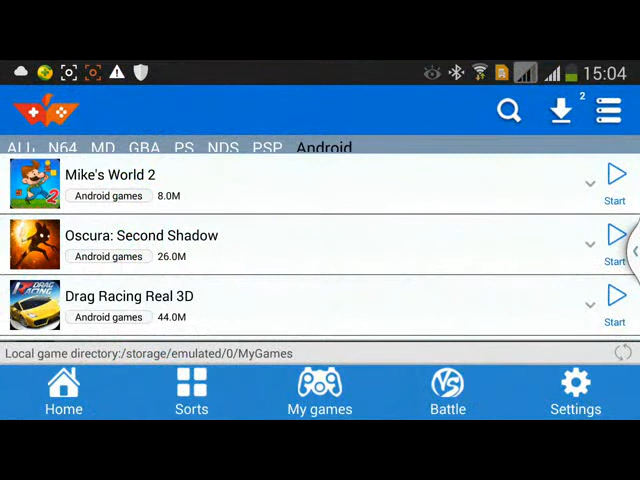 15:04
2
ALL N64 MD GBA PS NDS PSP Android
Mike's World 2
Android games 8.0M
Start
Oscura: Second Shadow
Android games 26.0M
Start
Drag Racing Real 3D
Android games 44.0M
Start
Local game directory:/storage/emulated/0/MyGames
Home Sorts My games Battle Settings